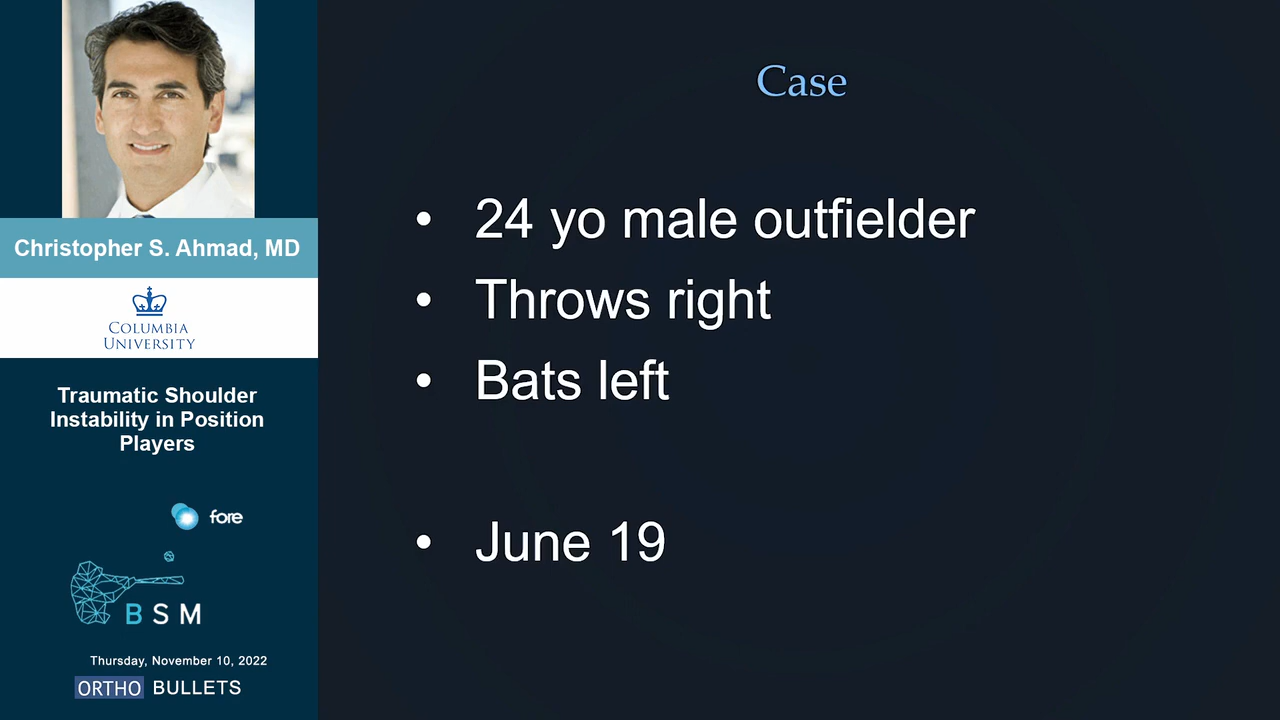 Christopher S. Ahmad, MD
COLUMBIA
UNIVERSITY
Traumatic Shoulder
Instability in Position
Players
fore
BSM
Thursday, November 10, 2022
ORTHO BULLETS
Case
• 24 yo male outfielder
• Throws right
• Bats left
• June 19